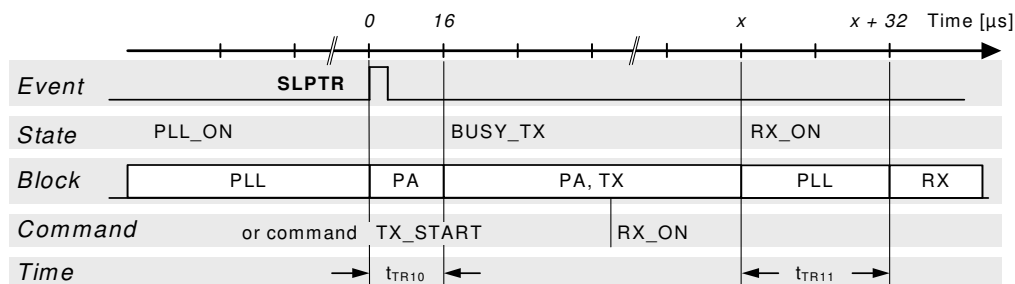 0 16 x x + 32 Time [µs]
Event SLPTR
State PLL_ON BUSY_TX RX_ON
Block PLL PA PA, TX PLL RX
Command or command TX_START RX_ON
Time tTR10 tTR11